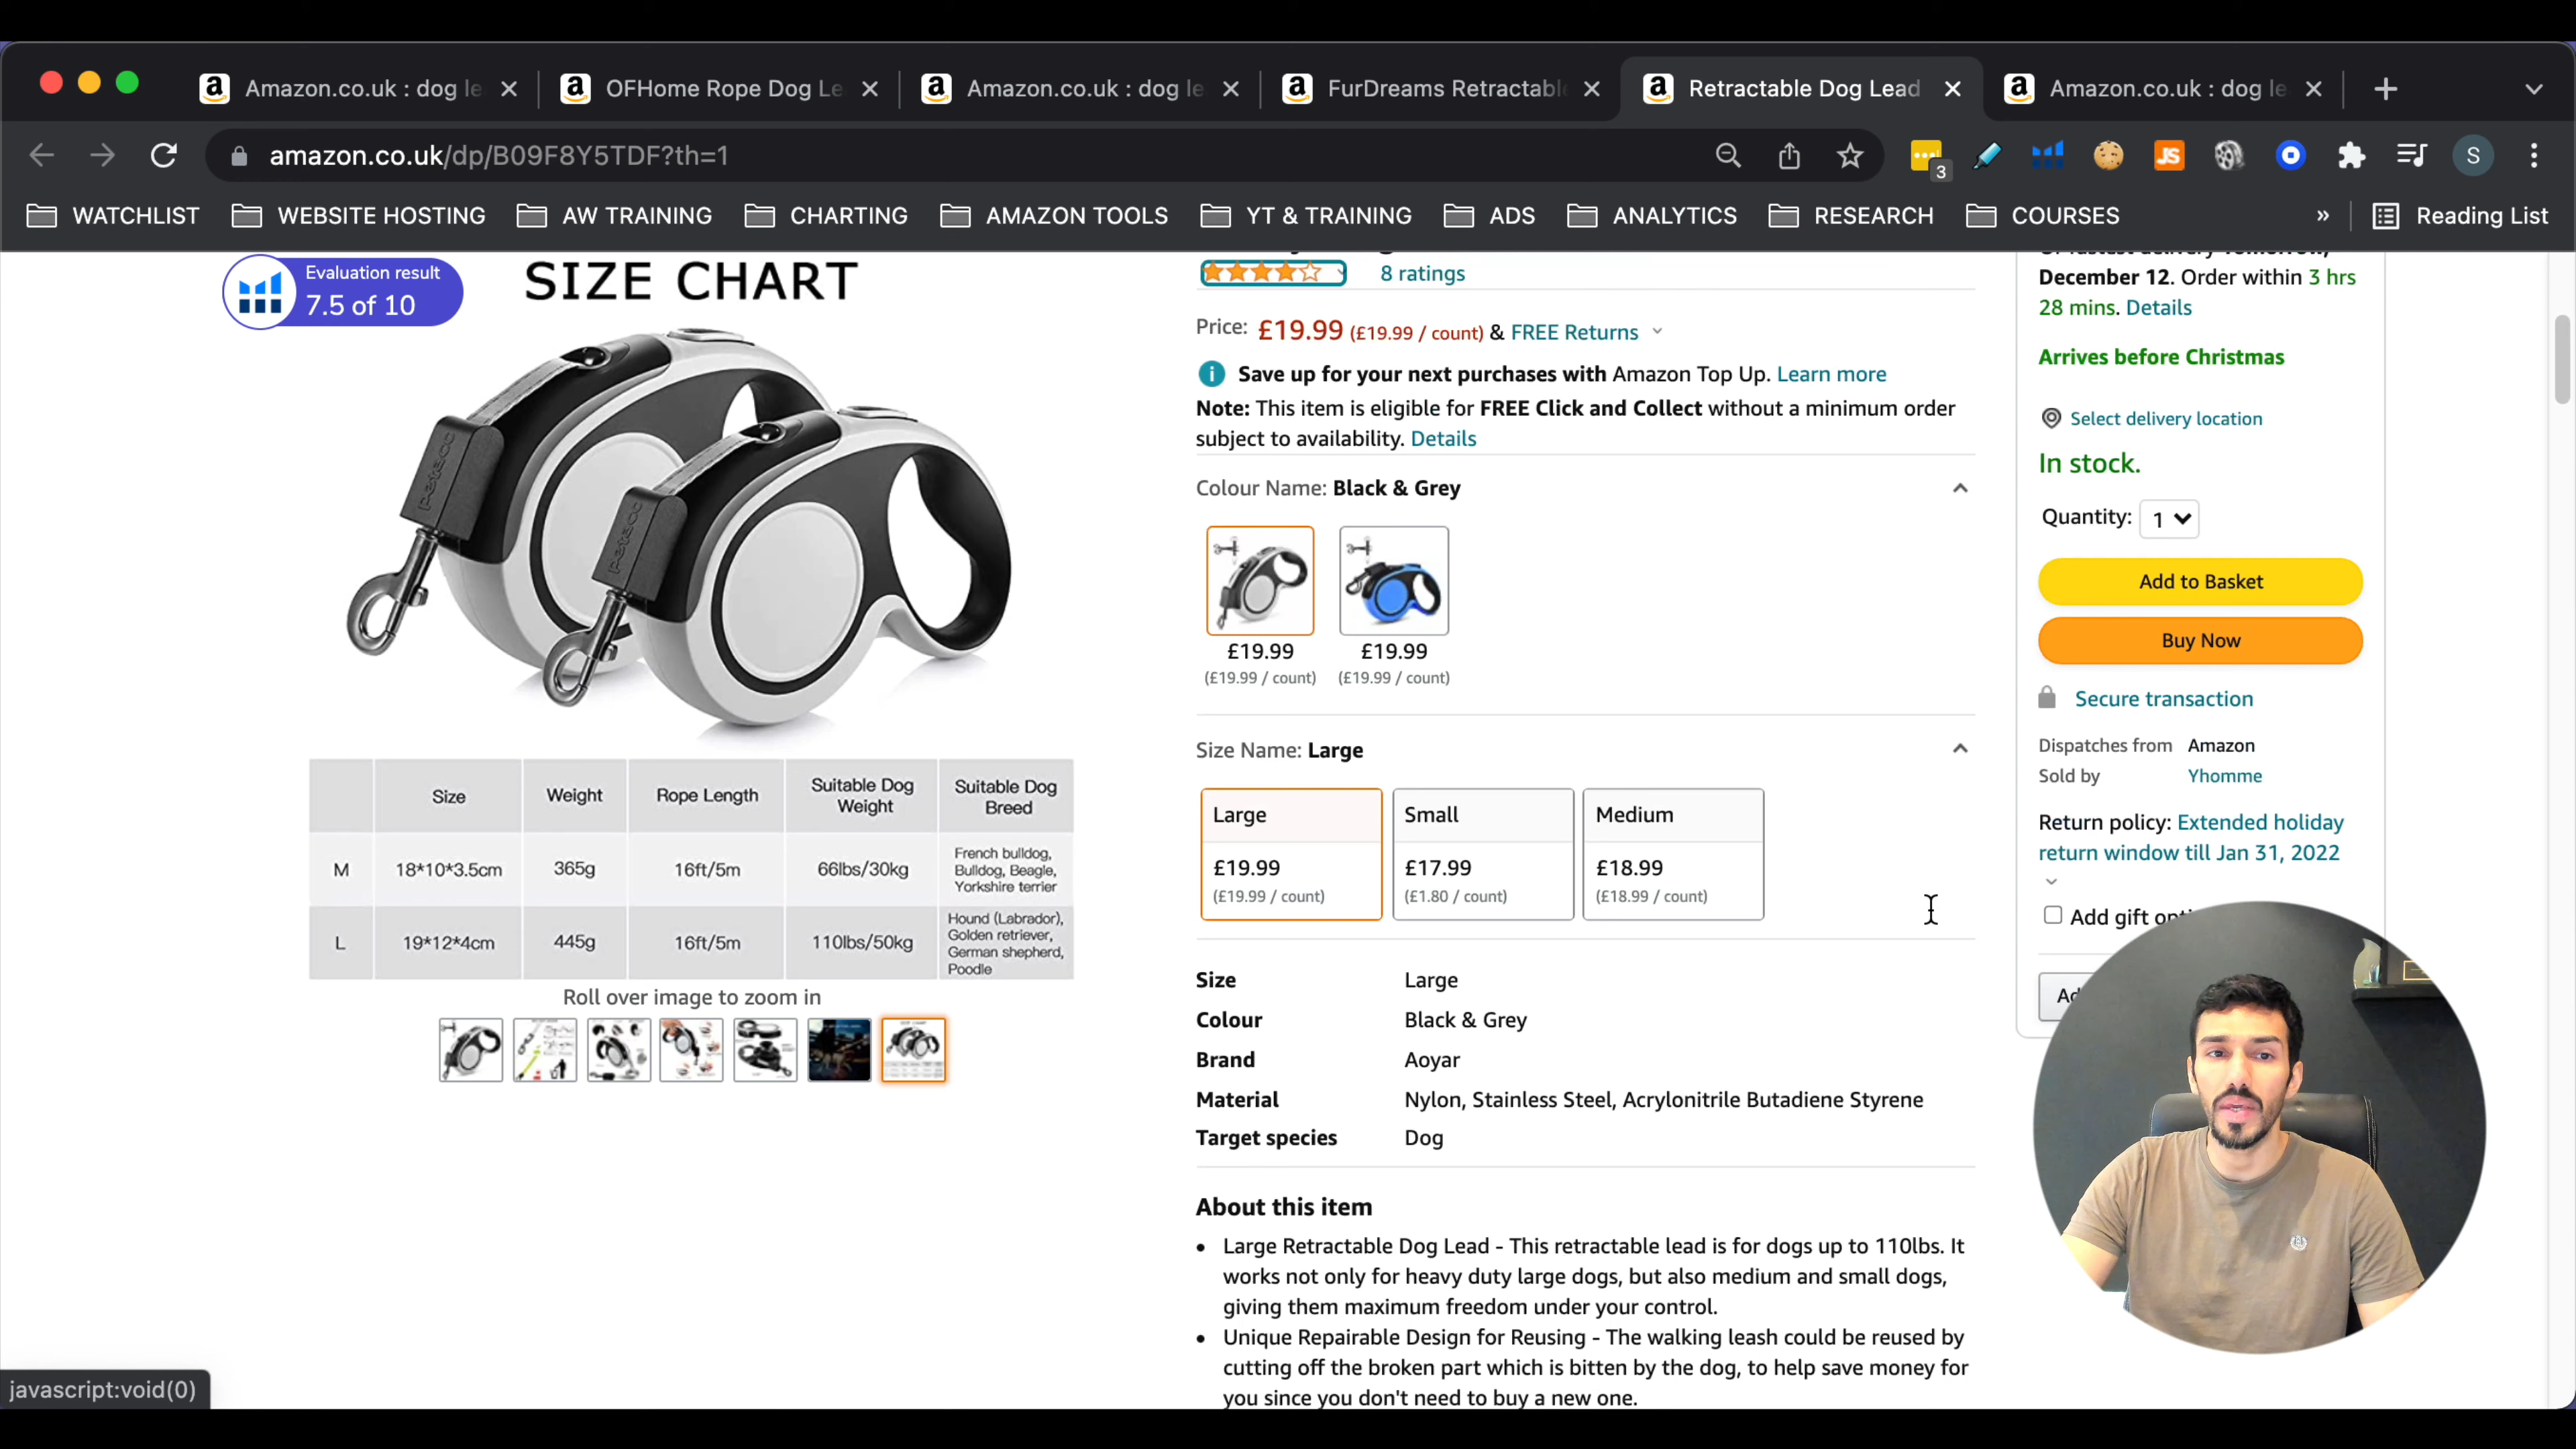 Amazon.co.uk : dog le
OFHome Rope Dog Le
Amazon.co.uk : dog le
FurDreams Retractabl
Retractable Dog Lead
Amazon.co.uk : dog le
amazon.co.uk/dp/B09F8Y5TDF?th=1
3
JS
S
WATCHLIST
WEBSITE HOSTING
AW TRAINING
CHARTING
AMAZON TOOLS
YT & TRAINING
ADS
ANALYTICS
RESEARCH
COURSES
»
Reading List
Evaluation result
7.5 of 10
SIZE CHART
petacc
petacc
Size Weight Rope Length Suitable Dog Weight Suitable Dog Breed
M 18*10*3.5cm 365g 16ft/5m 66lbs/30kg French bulldog, Bulldog, Beagle, Yorkshire terrier
L 19*12*4cm 445g 16ft/5m 110lbs/50kg Hound (Labrador), Golden retriever, German shepherd, Poodle
Roll over image to zoom in
8 ratings
Price: £19.99 (£19.99 / count) & FREE Returns
Save up for your next purchases with Amazon Top Up. Learn more
Note: This item is eligible for FREE Click and Collect without a minimum order
subject to availability. Details
Colour Name: Black & Grey
£19.99 £19.99
(£19.99 / count) (£19.99 / count)
Size Name: Large
Large Small Medium
£19.99 £17.99 £18.99
(£19.99 / count) (£1.80 / count) (£18.99 / count)
Size Large
Colour Black & Grey
Brand Aoyar
Material Nylon, Stainless Steel, Acrylonitrile Butadiene Styrene
Target species Dog
About this item
Large Retractable Dog Lead - This retractable lead is for dogs up to 110lbs. It
works not only for heavy duty large dogs, but also medium and small dogs,
giving them maximum freedom under your control.
Unique Repairable Design for Reusing - The walking leash could be reused by
cutting off the broken part which is bitten by the dog, to help save money for
you since you don't need to buy a new one.
December 12. Order within 3 hrs
28 mins. Details
Arrives before Christmas
Select delivery location
In stock.
Quantity: 1
Add to Basket
Buy Now
Secure transaction
Dispatches from Amazon
Sold by Yhomme
Return policy: Extended holiday
return window till Jan 31, 2022
Add gift opti
Ad
javascript:void(0)